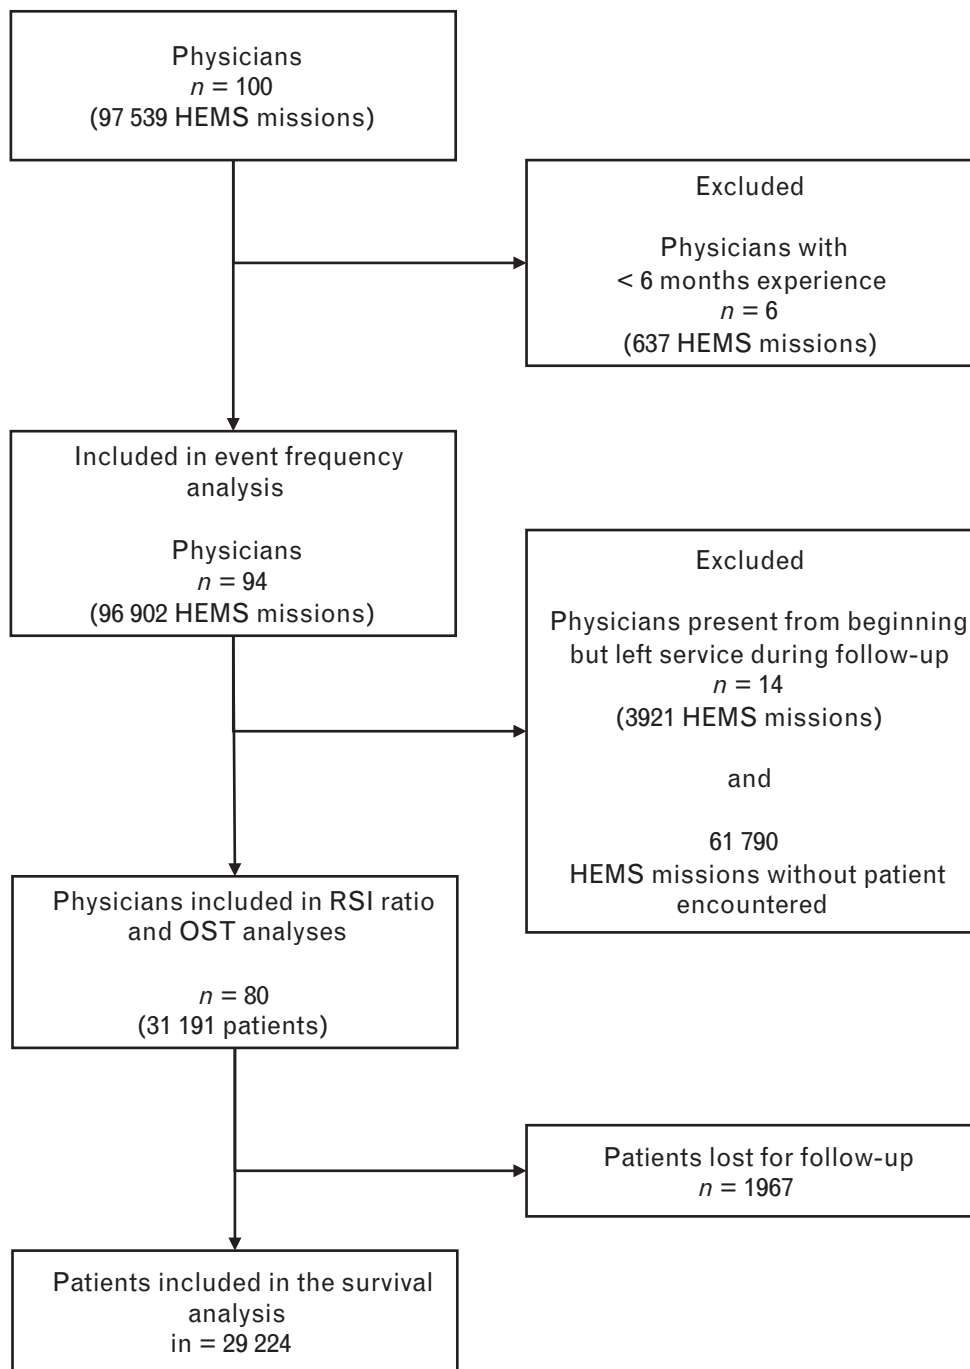 Physicians
n = 100
(97 539 HEMS missions)
Excluded
Physicians with
< 6 months experience
n = 6
(637 HEMS missions)
Included in event frequency
analysis
Physicians
n = 94
(96 902 HEMS missions)
Excluded
Physicians present from beginning
but left service during follow-up
n = 14
(3921 HEMS missions)
and
61 790
HEMS missions without patient
encountered
Physicians included in RSI ratio
and OST analyses
n = 80
(31 191 patients)
Patients lost for follow-up
n = 1967
Patients included in the survival
analysis
in = 29 224